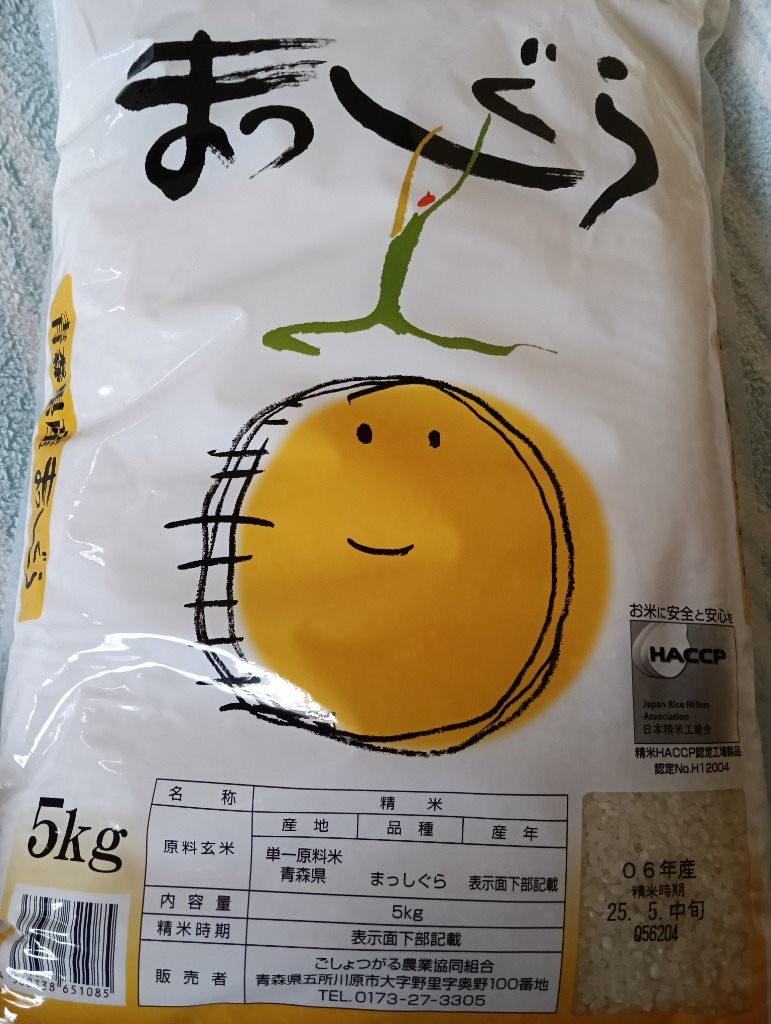 まっしぐら
青森県産 まっしぐら
お米に安全と安心を
HACCP
Japan Rice Millers
Association
日本精米工業会
精米HACCP認定工場製品
認定No.H12004
5kg
名 称 精 米
原料玄米 産 地 品 種 産 年
単一原料米
青森県 まっしぐら 表示面下部記載
内 容 量 5kg
精米時期 表示面下部記載
販 売 者 ごしょつがる農業協同組合
青森県五所川原市大字野里字奥野100番地
TEL.0173-27-3305
06年産
精米時期
25. 5. 中旬
Q56204
651085